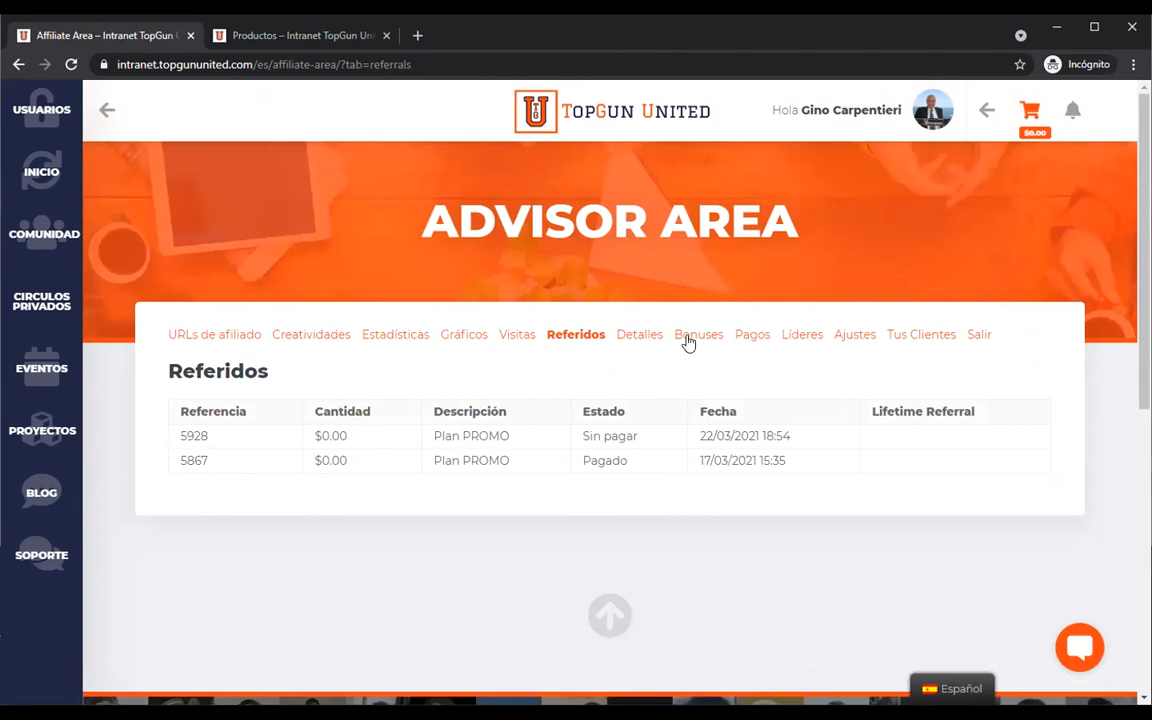 Affiliate Area – Intranet TopGun U
Productos – Intranet TopGun Uni
intranet.topgununited.com/es/affiliate-area/?tab=referrals
Incógnito
USUARIOS
INICIO
COMUNIDAD
CIRCULOS
PRIVADOS
EVENTOS
PROYECTOS
BLOG
SOPORTE
TOPGUN UNITED
Hola Gino Carpentieri
$0.00
ADVISOR AREA
URLs de afiliado Creatividades Estadísticas Gráficos Visitas Referidos Detalles Bonuses Pagos Líderes Ajustes Tus Clientes Salir
Referidos
Referencia Cantidad Descripción Estado Fecha Lifetime Referral
5928 $0.00 Plan PROMO Sin pagar 22/03/2021 18:54
5867 $0.00 Plan PROMO Pagado 17/03/2021 15:35
Español